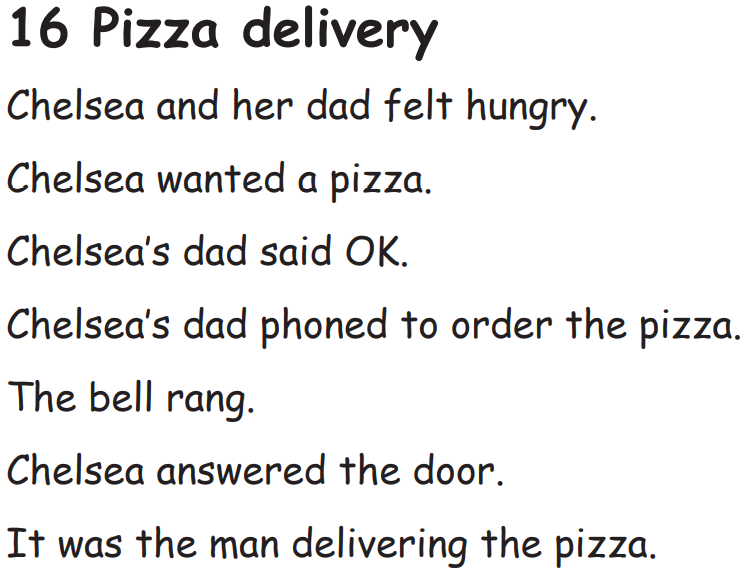 16 Pizza delivery
Chelsea and her dad felt hungry.
Chelsea wanted a pizza.
Chelsea's dad said OK.
Chelsea's dad phoned to order the pizza.
The bell rang.
Chelsea answered the door.
It was the man delivering the pizza.